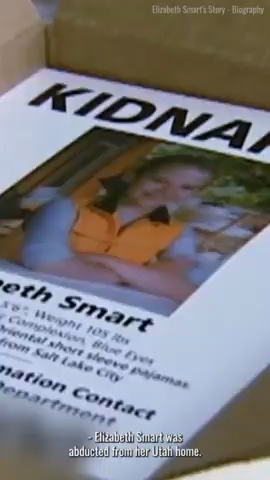 Elizabeth Smart's Story - Biography
KIDNA
beth Smart
5'6", Weight 105 lbs
Complexion, Blue Eyes
oriental short sleeve pajamas
from Salt Lake City
mation Contact
Department
- Elizabeth Smart was
abducted from her Utah home.